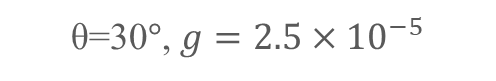 θ=30°, g = 2.5 × 10⁻⁵